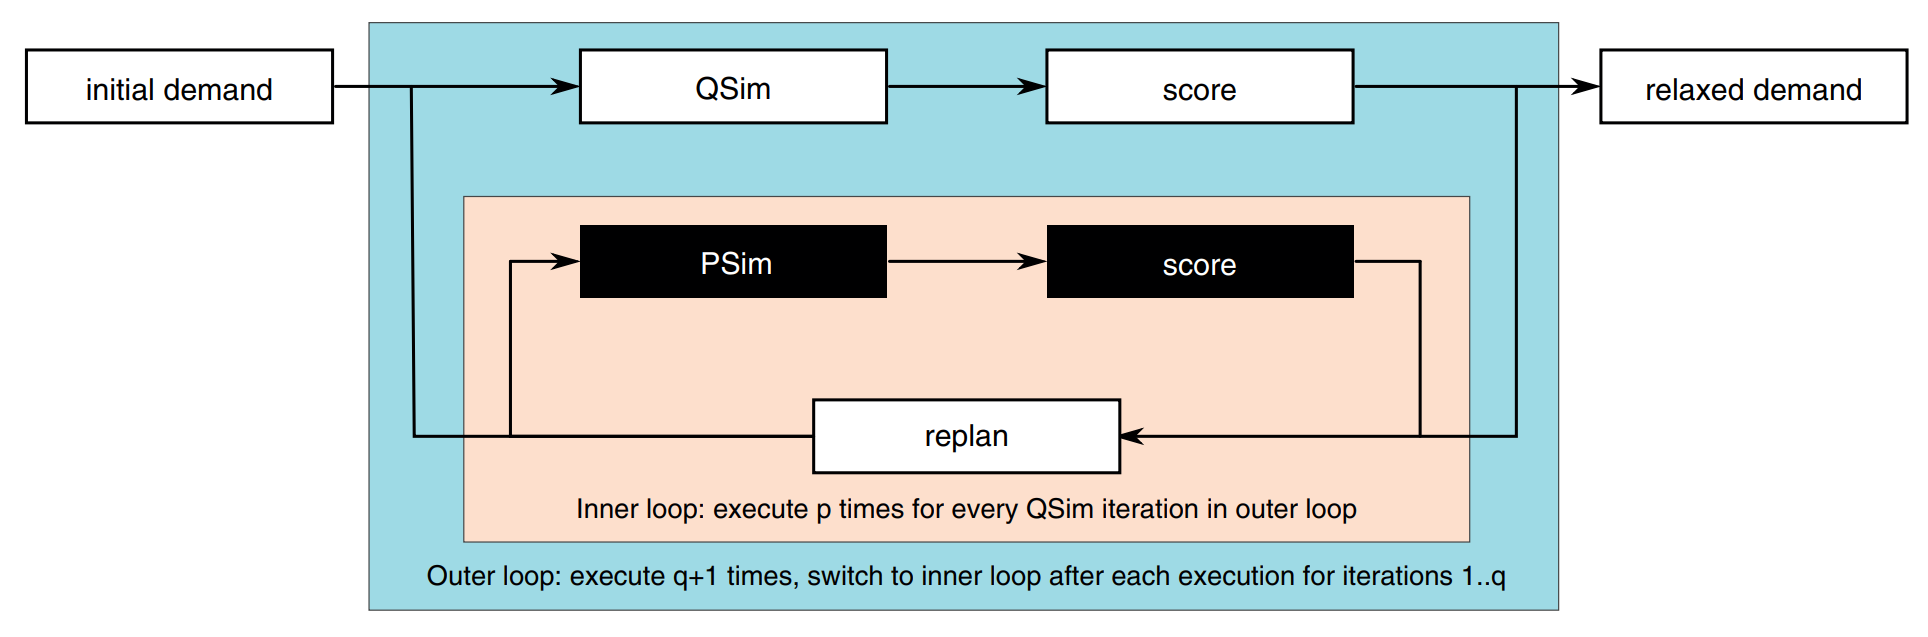 initial demand
QSim
score
relaxed demand
PSim
score
replan
Inner loop: execute p times for every QSim iteration in outer loop
Outer loop: execute q+1 times, switch to inner loop after each execution for iterations 1..q